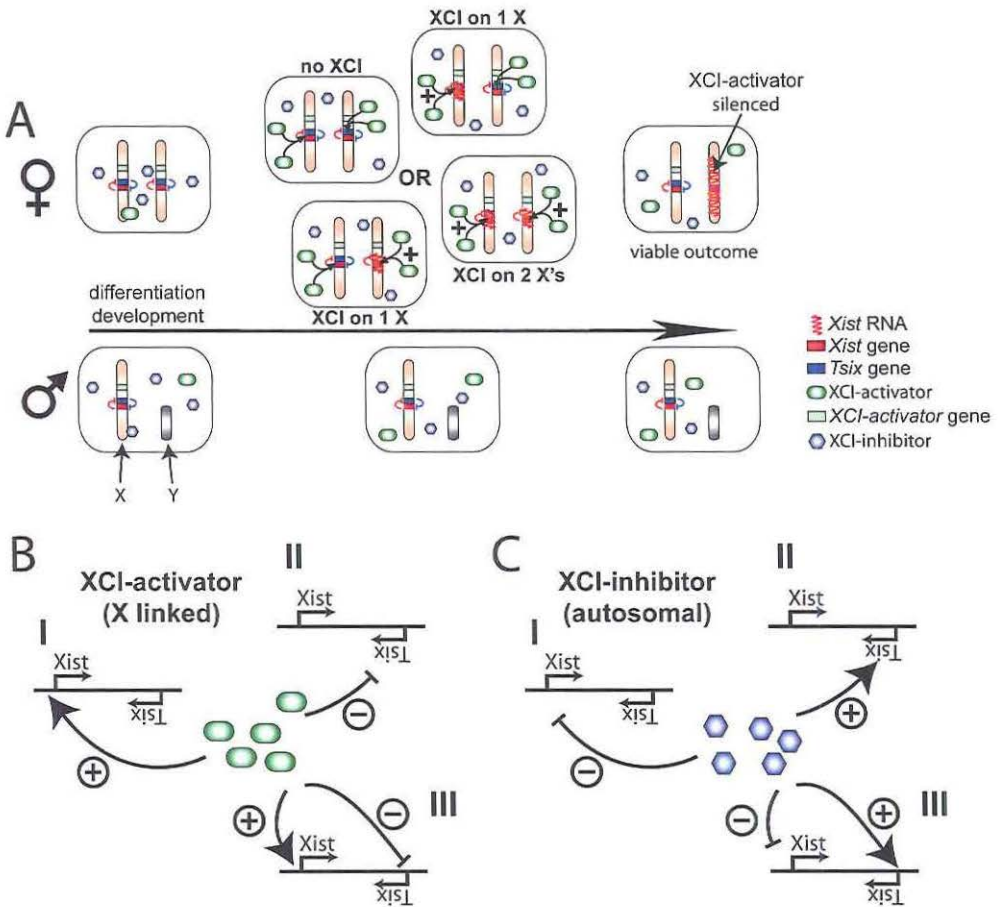 A
XCI on 1 X
no XCI
XCI-activator
silenced
+
OR
+
+
+
XCI on 2 X's
XCI on 1 X
viable outcome
differentiation
development
X
Y
Xist RNA
Xist gene
Tsix gene
XCI-activator
XCI-activator gene
XCI-inhibitor
B
XCI-activator
(X linked)
I
Xist
Tsix
II
Xist
Tsix
+
−
III
+
−
Xist
Tsix
C
XCI-inhibitor
(autosomal)
I
Xist
Tsix
II
Xist
Tsix
−
+
III
−
+
Xist
Tsix